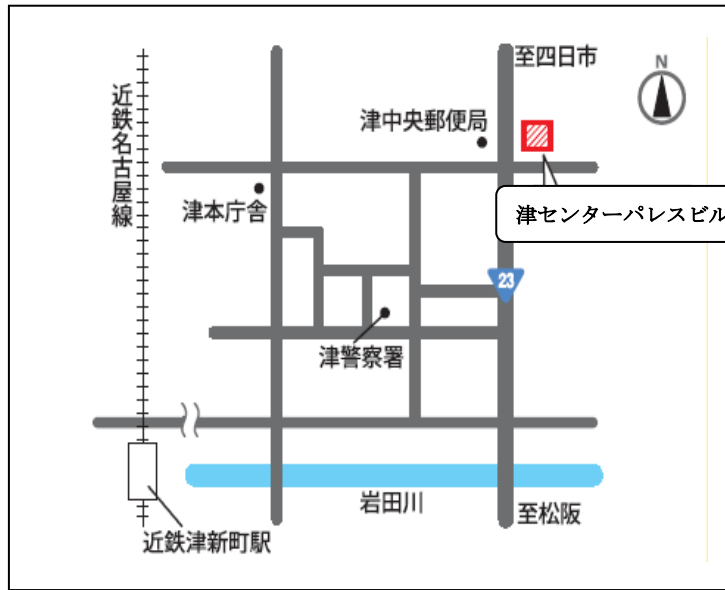 至四日市
N
近鉄名古屋線
津中央郵便局
津本庁舎
津センターパレスビル
23
津警察署
岩田川
至松阪
近鉄津新町駅